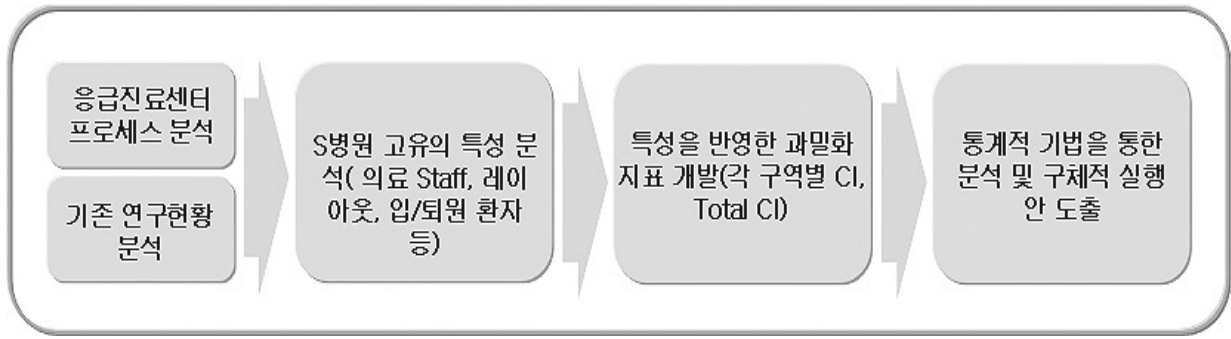 응급진료센터
프로세스 분석
기존 연구현황
분석
S병원 고유의 특성 분
석( 의료 Staff, 레이
아웃, 입/퇴원 환자
등)
특성을 반영한 과밀화
지표 개발(각 구역별 CI,
Total CI)
통계적 기법을 통한
분석 및 구체적 실행
안 도출